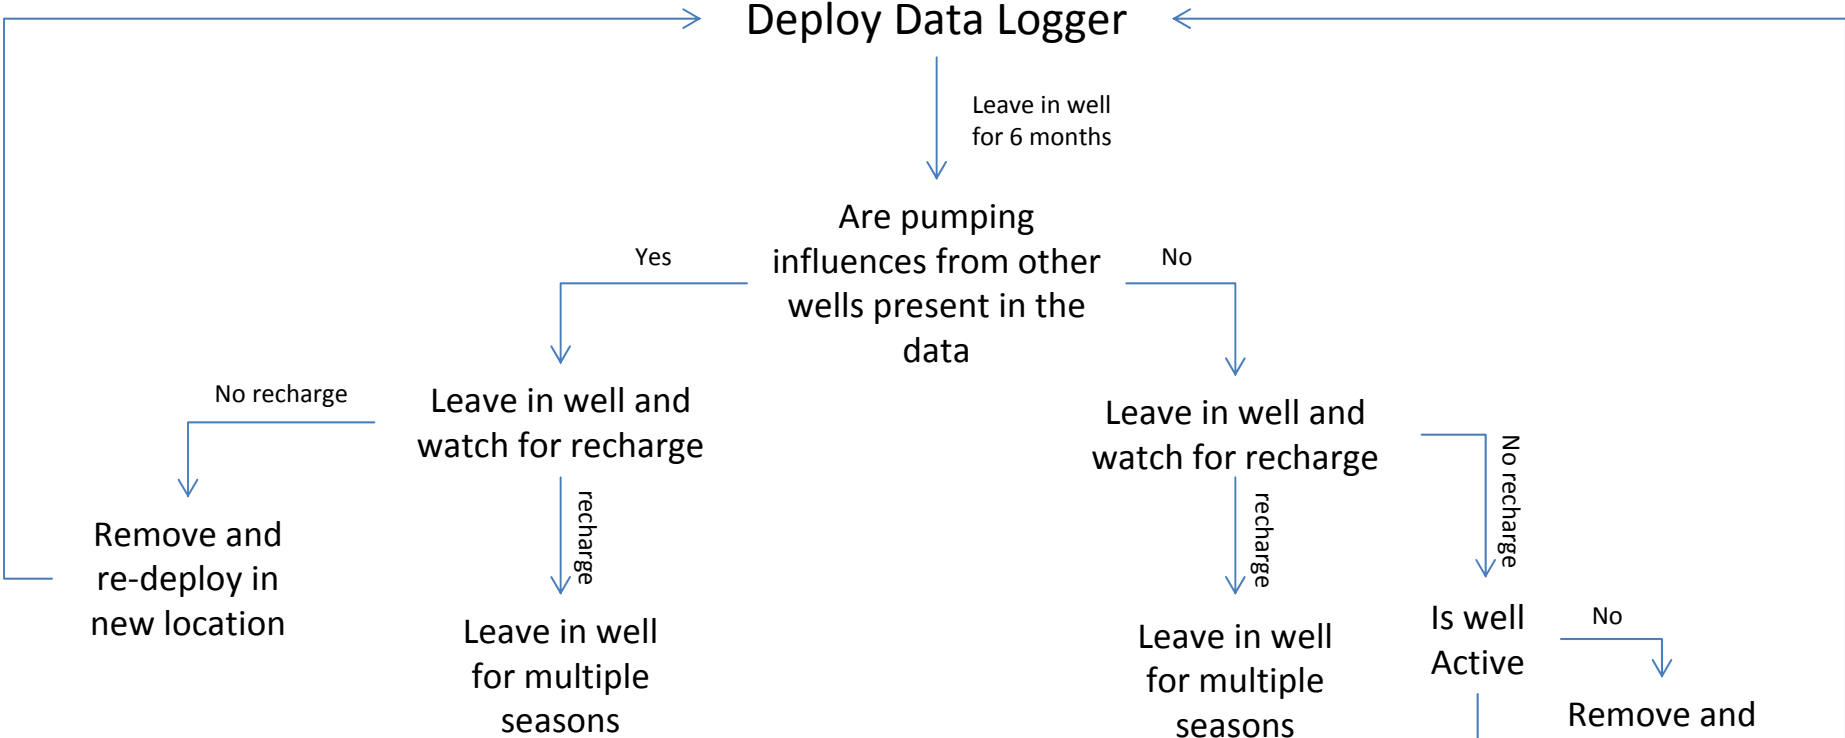 Deploy Data Logger
Leave in well
for 6 months
Are pumping
influences from other
wells present in the
data
Yes
No
No recharge
Leave in well and
watch for recharge
Leave in well and
watch for recharge
No recharge
recharge
recharge
Remove and
re-deploy in
new location
Leave in well
for multiple
seasons
Leave in well
for multiple
seasons
Is well
Active
No
Remove and